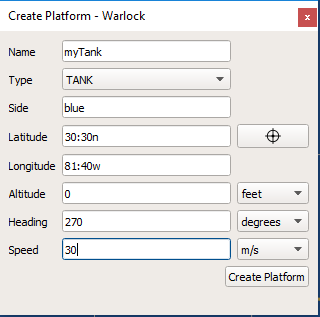 Create Platform - Warlock x
Name myTank
Type TANK
Side blue
Latitude 30:30n
Longitude 81:40w
Altitude 0 feet
Heading 270 degrees
Speed 30 m/s
Create Platform